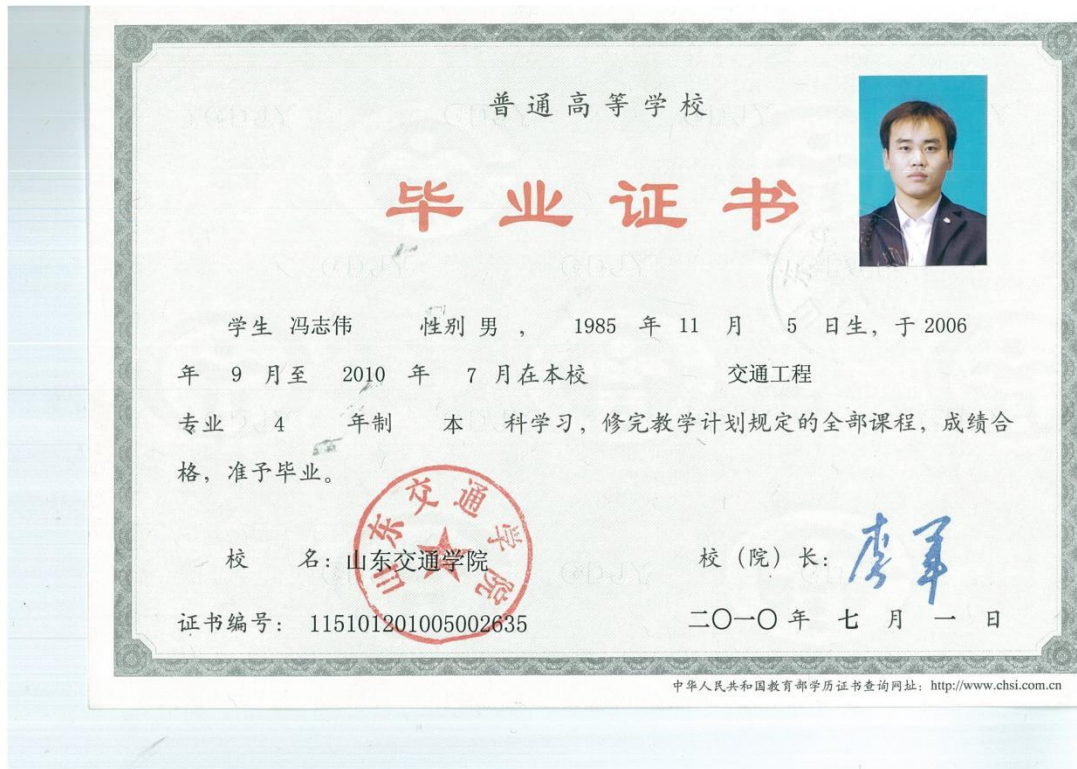 普通高等学校
毕业证书
学生 冯志伟 性别 男 ， 1985 年 11 月 5 日生，于 2006
年 9 月至 2010 年 7 月在本校 交通工程
专业 4 年制 本 科学习，修完教学计划规定的全部课程，成绩合
格，准予毕业。
山东交通学院
校 名：山东交通学院 校（院）长：
证书编号： 115101201005002635 二〇一〇 年 七 月 一 日
中华人民共和国教育部学历证书查询网址：http://www.chsi.com.cn